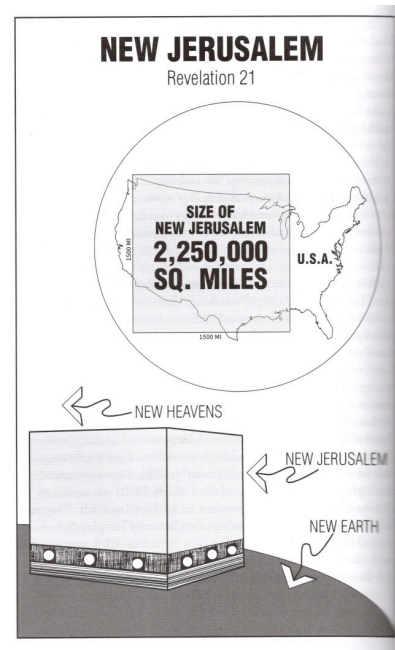 NEW JERUSALEM
Revelation 21
SIZE OF
NEW JERUSALEM
2,250,000
SQ. MILES
U.S.A.
1500 MI
1500 MI
NEW HEAVENS
NEW JERUSALEM
NEW EARTH